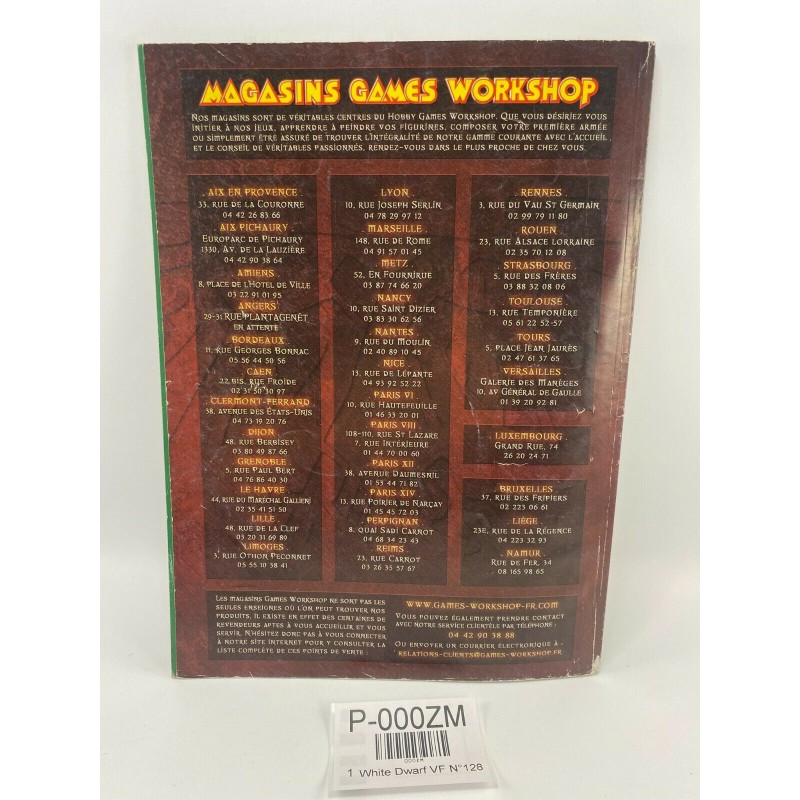 MAGASINS GAMES WORKSHOP
NOS MAGASINS SONT DE VÉRITABLES CENTRES DU HOBBY GAMES WORKSHOP. QUE VOUS DÉSIRIEZ VOUS
INITIER À NOS JEUX, APPRENDRE À PEINDRE VOS FIGURINES, COMPOSER VOTRE PREMIÈRE ARMÉE
OU SIMPLEMENT ÊTRE ASSURÉ DE TROUVER L'INTÉGRALITÉ DE NOTRE GAMME COURANTE AVEC L'ACCUEIL
ET LE CONSEIL DE VÉRITABLES PASSIONNÉS, RENDEZ-VOUS DANS LE PLUS PROCHE DE CHEZ VOUS.
. AIX EN PROVENCE .
33, RUE DE LA COURONNE
04 42 26 83 66
AIX PICHAURY .
EUROPARC DE PICHAURY
1330, AV. DE LA LAUZIÈRE
04 42 90 38 64
. AMIENS .
8, PLACE DE L'HOTEL DE VILLE
03 22 91 01 95
ANGERS
29-31 RUE PLANTAGENÊT
EN ATTENTE
. BORDEAUX .
11, RUE GEORGES BONNAC
05 56 44 50 56
CAEN
22 BIS, RUE FROIDE
02 31 50 30 97
. CLERMONT-FERRAND
38, AVENUE DES ÉTATS-UNIS
04 73 19 20 76
DIJON
48, RUE BERBISEY
03 80 49 87 66
GRENOBLE .
5, RUE PAUL BERT
04 76 86 40 30
. LE HAVRE .
44, RUE DU MARÉCHAL GALLIENI
02 35 41 51 50
. LILLE .
48, RUE DE LA CLEF
03 20 31 69 89
. LIMOGES .
3, RUE OTHON PECONNET
05 55 10 38 41
. LYON .
10, RUE JOSEPH SERLIN
04 78 29 97 12
. MARSEILLE .
148, RUE DE ROME
04 91 57 01 45
. METZ .
52, EN FOURNIRUE
03 87 74 66 20
. NANCY .
10, RUE SAINT DIZIER
03 83 30 62 56
. NANTES .
9, RUE DU MOULIN
02 40 89 10 45
. NICE .
13, RUE DE LÉPANTE
04 93 92 52 22
. PARIS VI .
10, RUE HAUTEFEUILLE
01 46 33 20 01
. PARIS VIII .
108-110, RUE ST LAZARE
7, RUE INTÉRIEURE
01 44 70 00 60
. PARIS XII
38, AVENUE DAUMESNIL
01 53 44 71 82
. PARIS XIV .
13, RUE POIRIER DE NARÇAY
01 45 45 72 03
. PERPIGNAN .
8, QUAI SADI CARNOT
04 68 34 23 43
. REIMS .
23, RUE CARNOT
03 26 35 57 67
. RENNES .
3, RUE DU VAU ST GERMAIN
02 99 79 11 80
. ROUEN .
23, RUE ALSACE LORRAINE
02 35 70 12 08
. STRASBOURG .
5, RUE DES FRÈRES
03 88 32 08 06
. TOULOUSE .
13, RUE TEMPONIÈRE
05 61 22 52-57
. TOURS .
5, PLACE JEAN JAURÈS
02 47 61 37 65
. VERSAILLES .
GALERIE DES MANÈGES
10, AV GÉNÉRAL DE GAULLE
01 39 20 92 81
LUXEMBOURG
GRAND RUE, 74
26 20 24 71
. BRUXELLES .
37, RUE DES FRIPIERS
02 223 06 61
. LIÈGE .
23E, RUE DE LA RÉGENCE
04 223 32 93
. NAMUR .
RUE DE FER, 34
08 165 98 65
LES MAGASINS GAMES WORKSHOP NE SONT PAS LES
SEULES ENSEIGNES OÙ L'ON PEUT TROUVER NOS
PRODUITS, IL EXISTE EN EFFET DES CENTAINES DE
REVENDEURS APTES À VOUS ACCUEILLIR ET VOUS
SERVIR. N'HÉSITEZ DONC PAS À VOUS CONNECTER
À NOTRE SITE INTERNET POUR Y CONSULTER LA
LISTE COMPLÈTE DE CES POINTS DE VENTE :
WWW.GAMES-WORKSHOP-FR.COM
VOUS POUVEZ ÉGALEMENT PRENDRE CONTACT
AVEC NOTRE SERVICE CLIENTÈLE PAR TÉLÉPHONE :
04 42 90 38 88
OU ENVOYER UN COURRIER ÉLECTRONIQUE À :
RELATIONS-CLIENTS@GAMES-WORKSHOP.FR
P-000ZM
000ZM
1 White Dwarf VF N°128